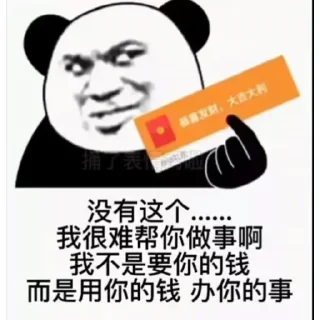 恭喜发财，大吉大利
没有这个......
我很难帮你做事啊
我不是要你的钱
而是用你的钱 办你的事